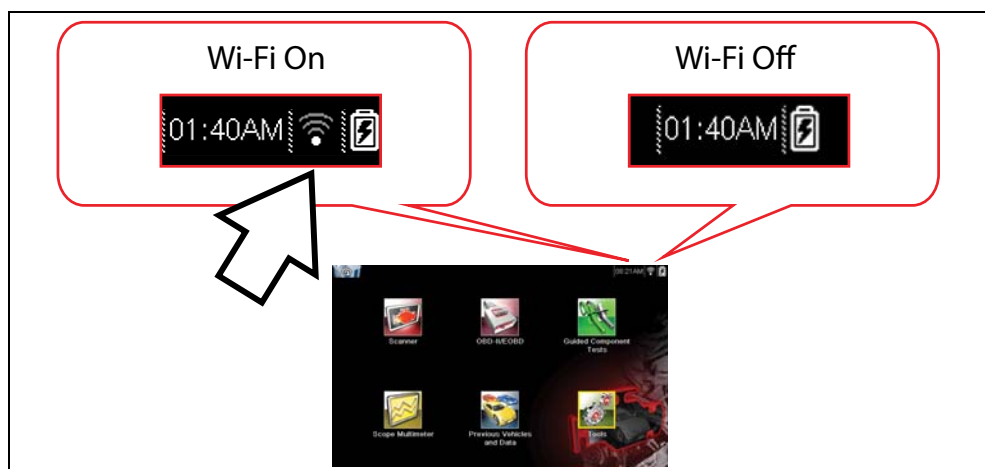 Wi-Fi On
Wi-Fi Off
01:40AM
01:40AM
08:21AM
Scanner
OBD-II/EOBD
Guided Component
Tests
Scope Multimeter
Previous Vehicles
and Data
Tools